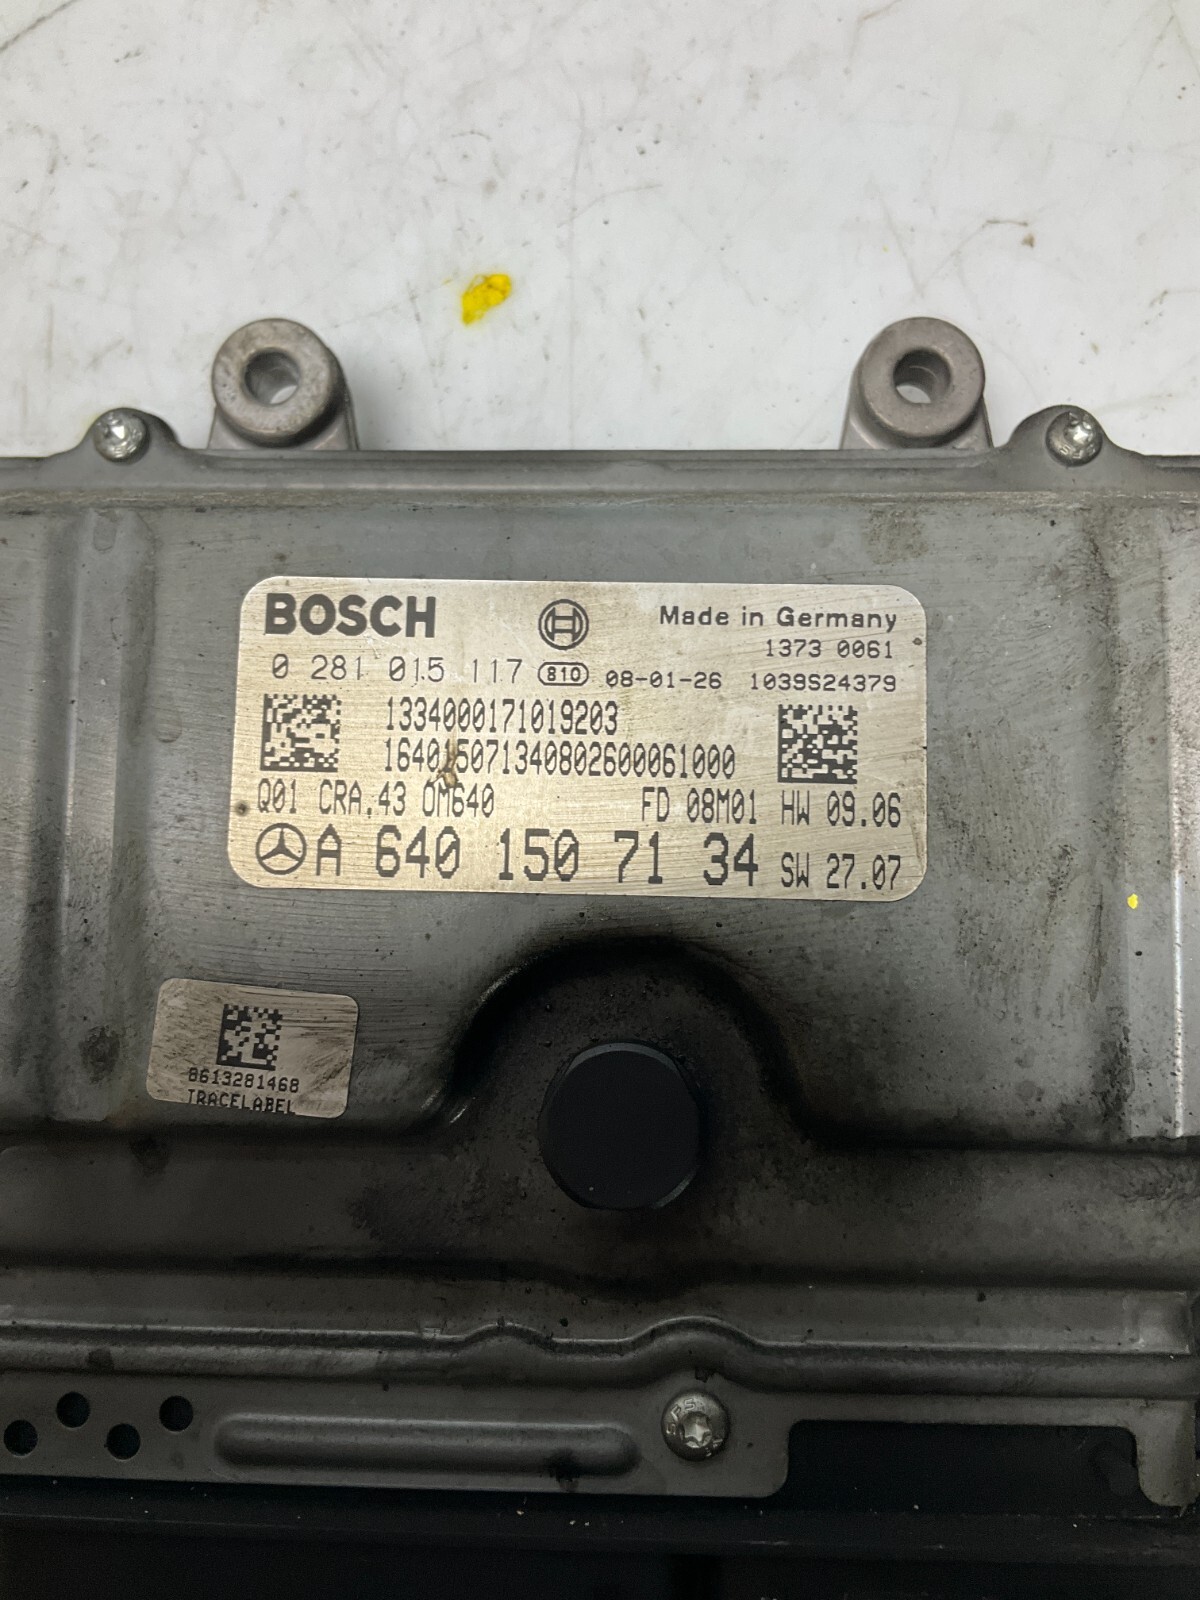 BOSCH Made in Germany
1373 0061
0 281 015 117 810 08-01-26 1039S24379
1334000171019203
164015071340802600061000
Q01 CRA.43 OM640 FD 08M01 HW 09.06
A 640 150 71 34 SW 27.07
8613281468
TRACELABEL